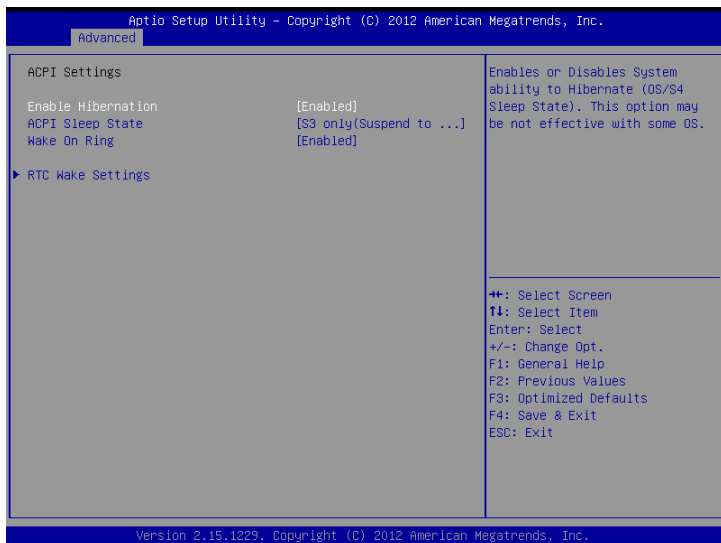 Aptio Setup Utility – Copyright (C) 2012 American Megatrends, Inc.
Advanced
ACPI Settings
Enable Hibernation [Enabled]
ACPI Sleep State [S3 only(Suspend to ...]
Wake On Ring [Enabled]
▶ RTC Wake Settings
Enables or Disables System
ability to Hibernate (OS/S4
Sleep State). This option may
be not effective with some OS.
→←: Select Screen
↑↓: Select Item
Enter: Select
+/-: Change Opt.
F1: General Help
F2: Previous Values
F3: Optimized Defaults
F4: Save & Exit
ESC: Exit
Version 2.15.1229. Copyright (C) 2012 American Megatrends, Inc.